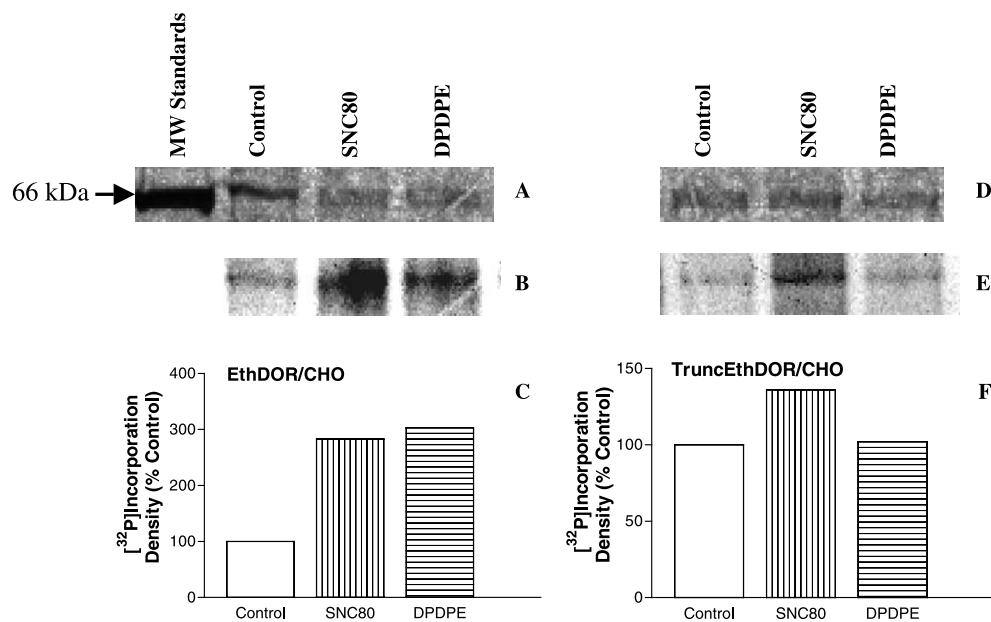 MW Standards
Control
SNC80
DPDPE
Control
SNC80
DPDPE
66 kDa
A
D
B
E
EthDOR/CHO
C
[32P]Incorporation
Density (% Control)
400
300
200
100
0
Control
SNC80
DPDPE
TruncEthDOR/CHO
F
[32P]Incorporation
Density (% Control)
150
100
50
0
Control
SNC80
DPDPE